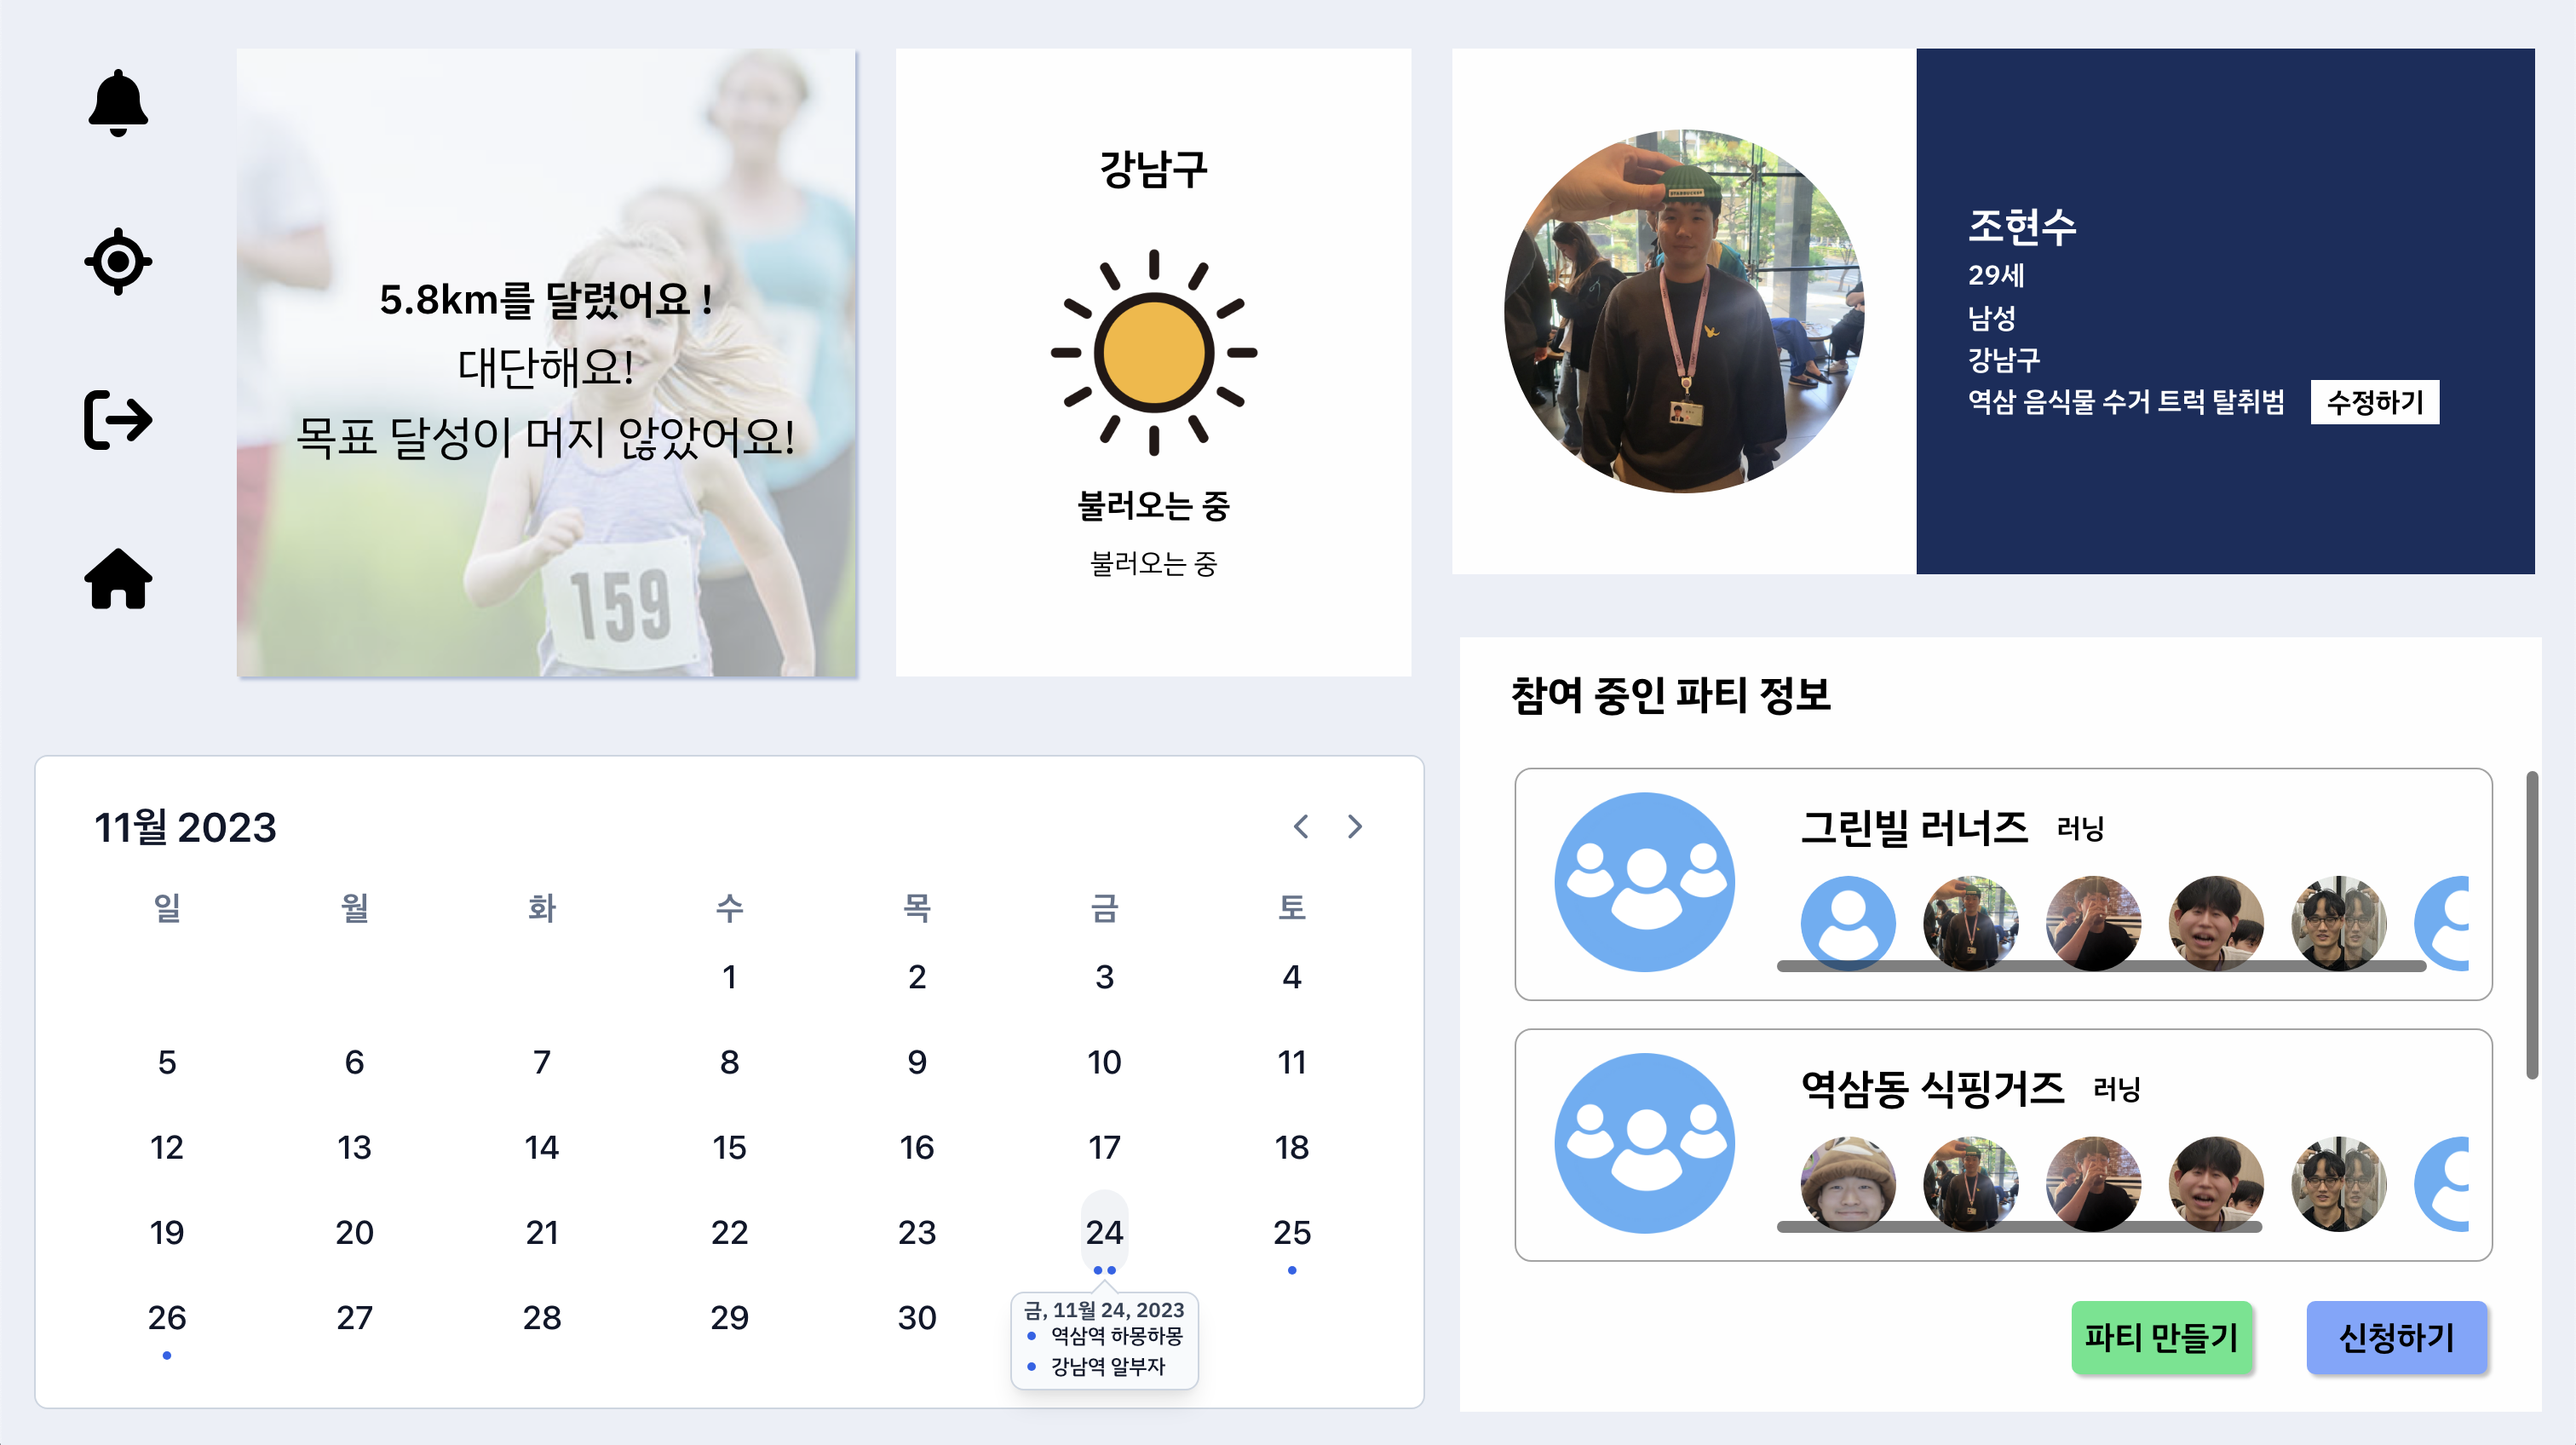 5.8km를 달렸어요 !
대단해요!
목표 달성이 머지 않았어요!
159
강남구
불러오는 중
불러오는 중
조현수
29세
남성
강남구
역삼 음식물 수거 트럭 탈취범
수정하기
11월 2023
일 월 화 수 목 금 토
1 2 3 4
5 6 7 8 9 10 11
12 13 14 15 16 17 18
19 20 21 22 23 24 25
26 27 28 29 30
금, 11월 24, 2023
역삼역 하몽하몽
강남역 알부자
참여 중인 파티 정보
그린빌 러너즈 러닝
역삼동 식핑거즈 러닝
파티 만들기
신청하기